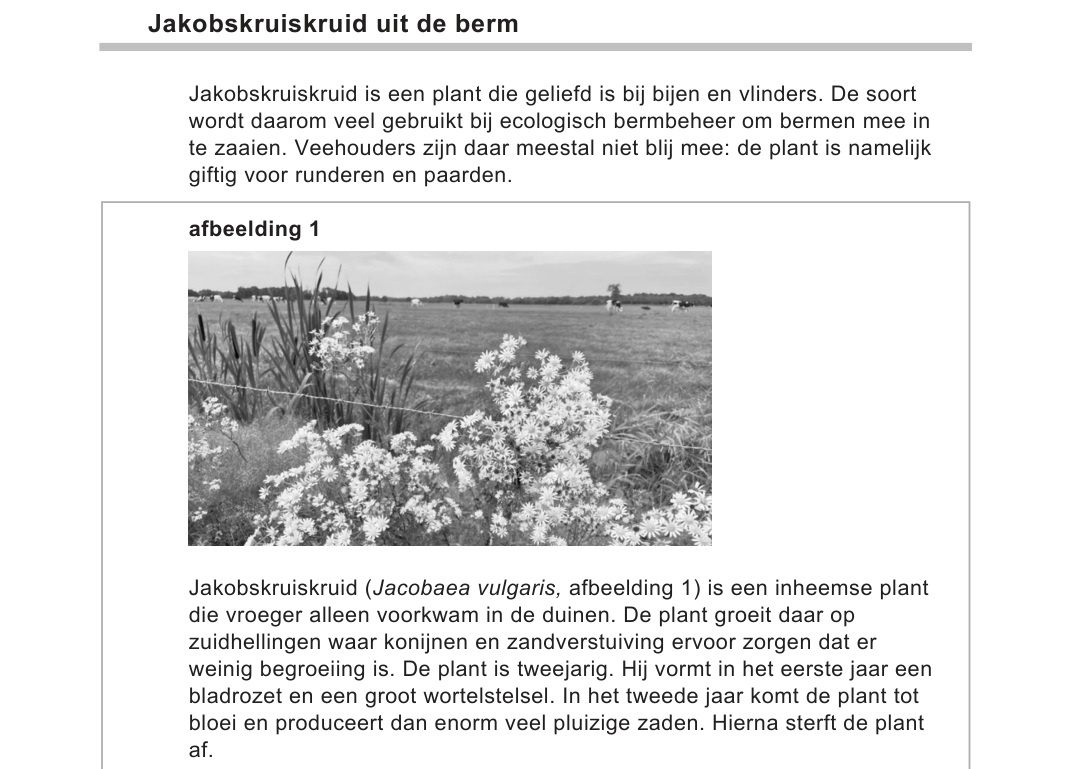 Jakobskruiskruid uit de berm
Jakobskruiskruid is een plant die geliefd is bij bijen en vlinders. De soort
wordt daarom veel gebruikt bij ecologisch bermbeheer om bermen mee in
te zaaien. Veehouders zijn daar meestal niet blij mee: de plant is namelijk
giftig voor runderen en paarden.
afbeelding 1
Jakobskruiskruid (Jacobaea vulgaris, afbeelding 1) is een inheemse plant
die vroeger alleen voorkwam in de duinen. De plant groeit daar op
zuidhellingen waar konijnen en zandverstuiving ervoor zorgen dat er
weinig begroeiing is. De plant is tweejarig. Hij vormt in het eerste jaar een
bladrozet en een groot wortelstelsel. In het tweede jaar komt de plant tot
bloei en produceert dan enorm veel pluizige zaden. Hierna sterft de plant
af.